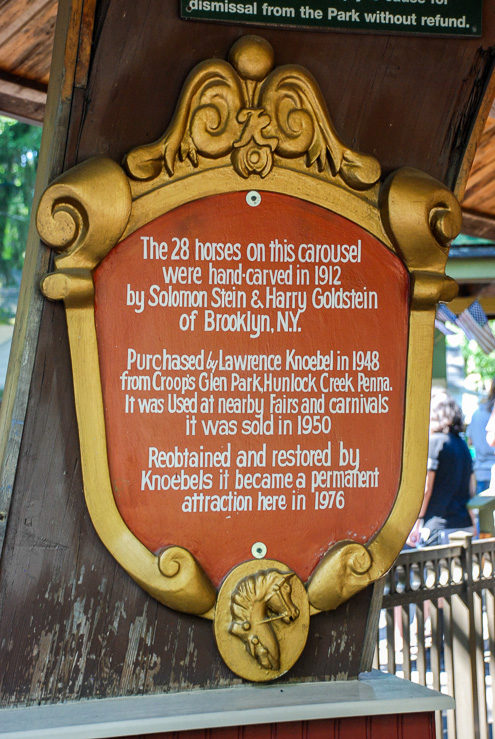 dismissal from the Park without refund.
The 28 horses on this carousel
were hand-carved in 1912
by Solomon Stein & Harry Goldstein
of Brooklyn, N.Y.
Purchased by Lawrence Knoebel in 1948
from Croop's Glen Park, Hunlock Creek Penna.
It was Used at nearby Fairs and carnivals
it was sold in 1950
Reobtained and restored by
Knoebels it became a permanent
attraction here in 1976